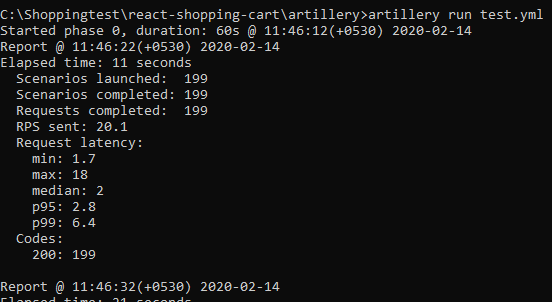 C:\Shoppingtest\react-shopping-cart\artillery>artillery run test.yml
Started phase 0, duration: 60s @ 11:46:12(+0530) 2020-02-14
Report @ 11:46:22(+0530) 2020-02-14
Elapsed time: 11 seconds
  Scenarios launched:  199
  Scenarios completed: 199
  Requests completed:  199
  RPS sent: 20.1
  Request latency:
    min: 1.7
    max: 18
    median: 2
    p95: 2.8
    p99: 6.4
  Codes:
    200: 199

Report @ 11:46:32(+0530) 2020-02-14
Elapsed time: 21 seconds